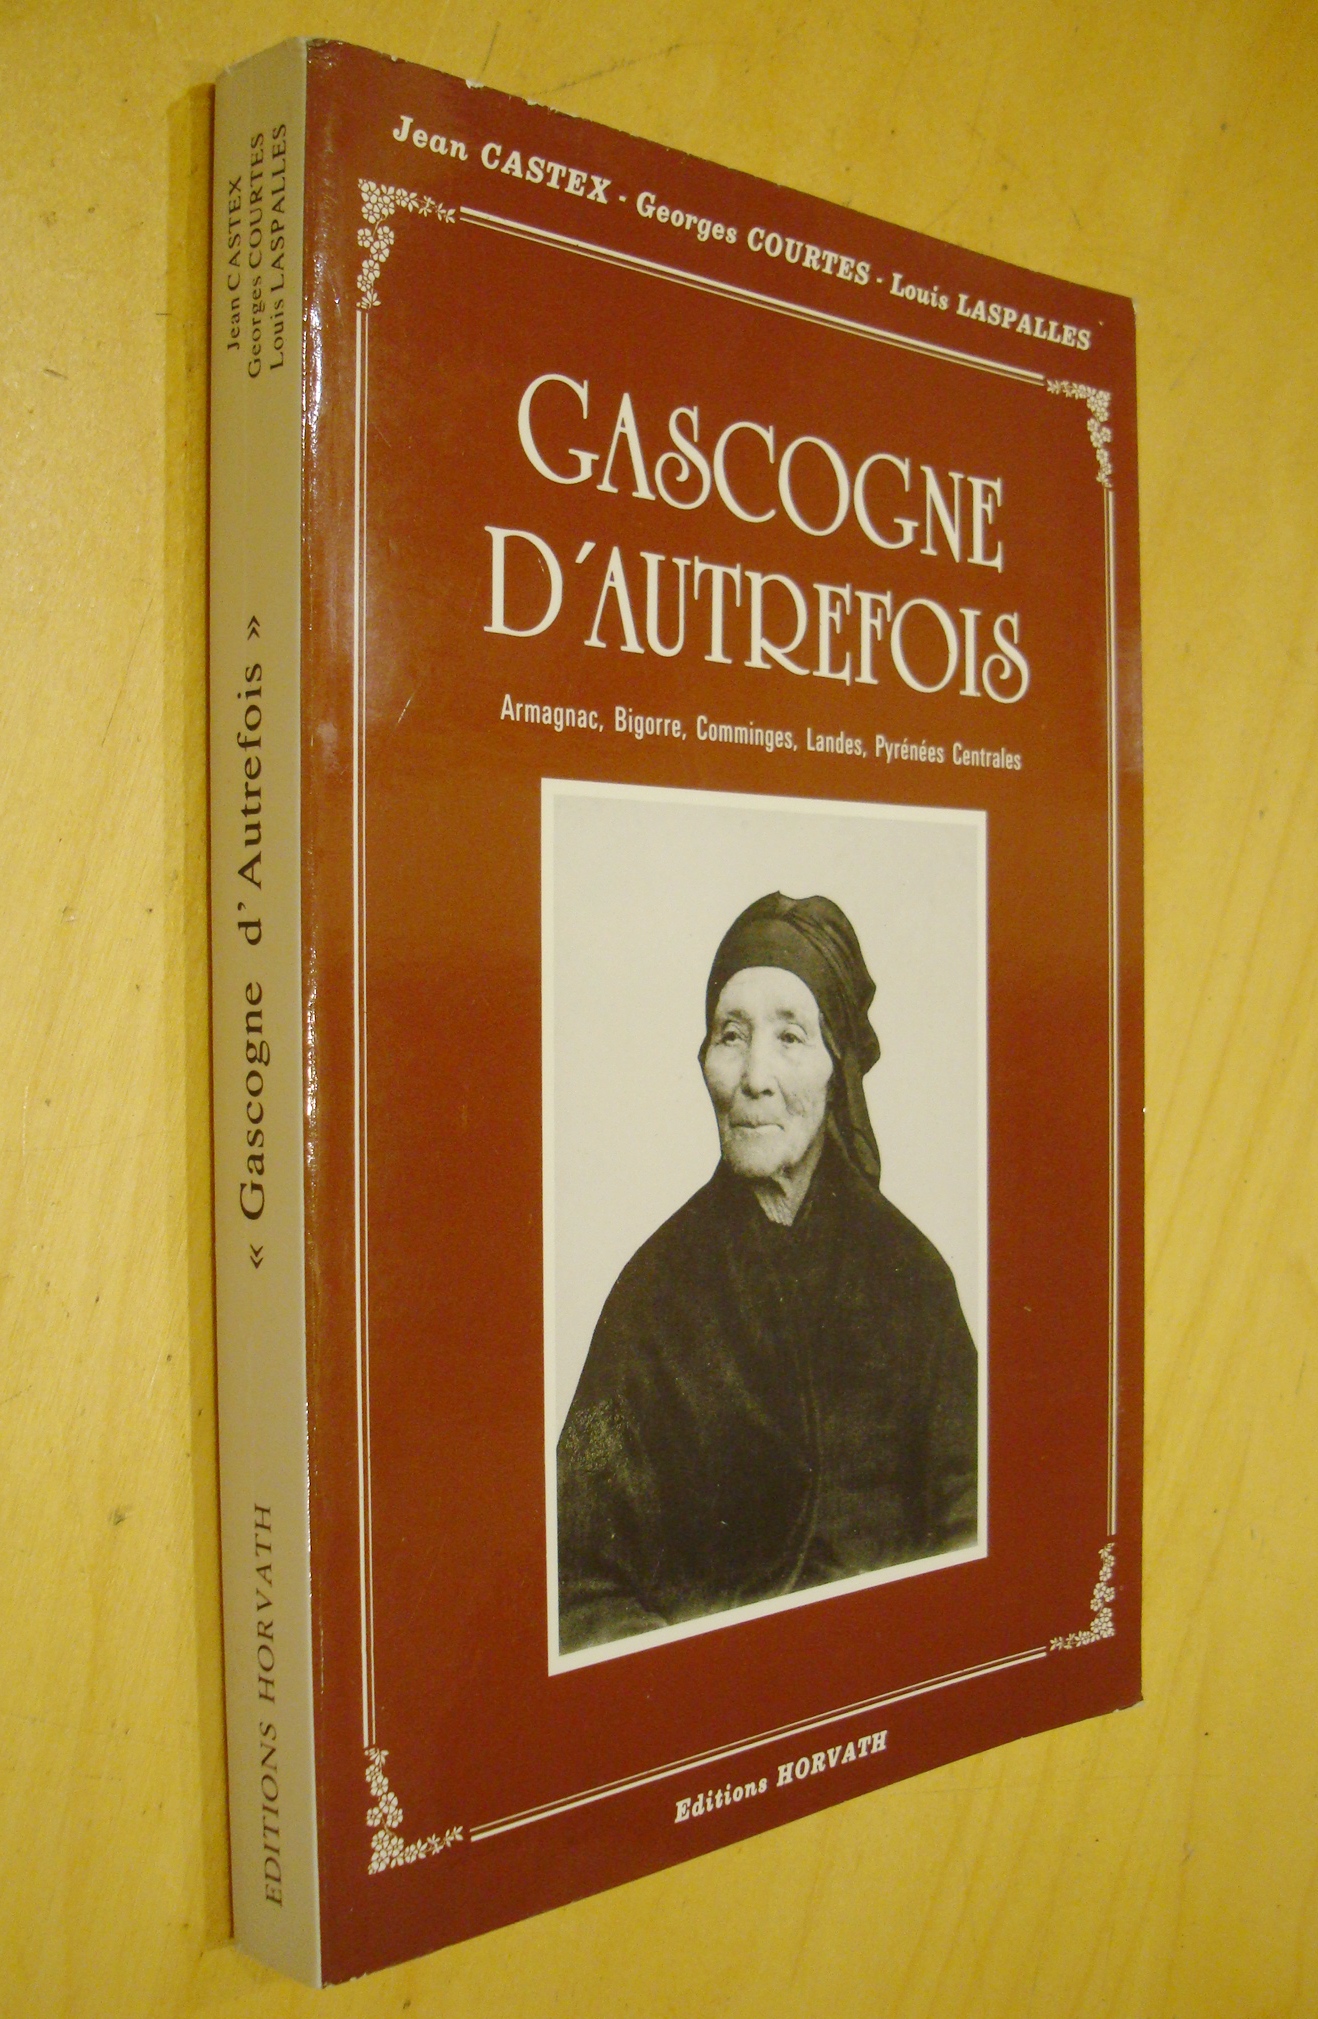 Jean CASTEX - Georges COURTES - Louis LASPALLES
GASCOGNE
D'AUTREFOIS
Armagnac, Bigorre, Comminges, Landes, Pyrénées Centrales
Editions HORVATH
Jean CASTEX
Georges COURTES
Louis LASPALLES
« Gascogne d'Autrefois »
EDITIONS HORVATH